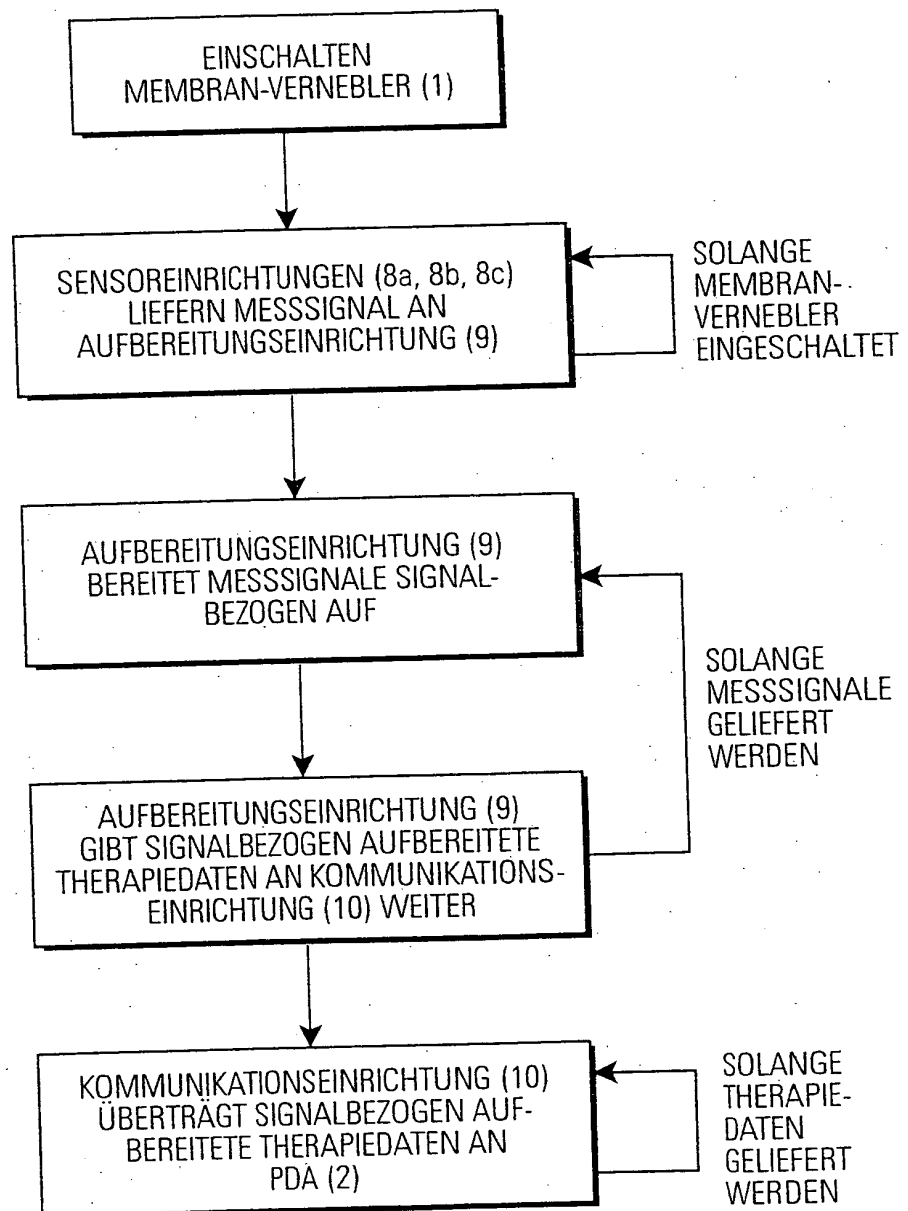 EINSCHALTEN
MEMBRAN-VERNEBLER (1)
SENSOREINRICHTUNGEN (8a, 8b, 8c)
LIEFERN MESSSIGNAL AN
AUFBEREITUNGSEINRICHTUNG (9)
SOLANGE
MEMBRAN-
VERNEBLER
EINGESCHALTET
AUFBEREITUNGSEINRICHTUNG (9)
BEREITET MESSSIGNALE SIGNAL-
BEZOGEN AUF
SOLANGE
MESSSIGNALE
GELIEFERT
WERDEN
AUFBEREITUNGSEINRICHTUNG (9)
GIBT SIGNALBEZOGEN AUFBEREITETE
THERAPIEDATEN AN KOMMUNIKATIONS-
EINRICHTUNG (10) WEITER
KOMMUNIKATIONSEINRICHTUNG (10)
ÜBERTRÄGT SIGNALBEZOGEN AUF-
BEREITETE THERAPIEDATEN AN
PDA (2)
SOLANGE
THERAPIE-
DATEN
GELIEFERT
WERDEN